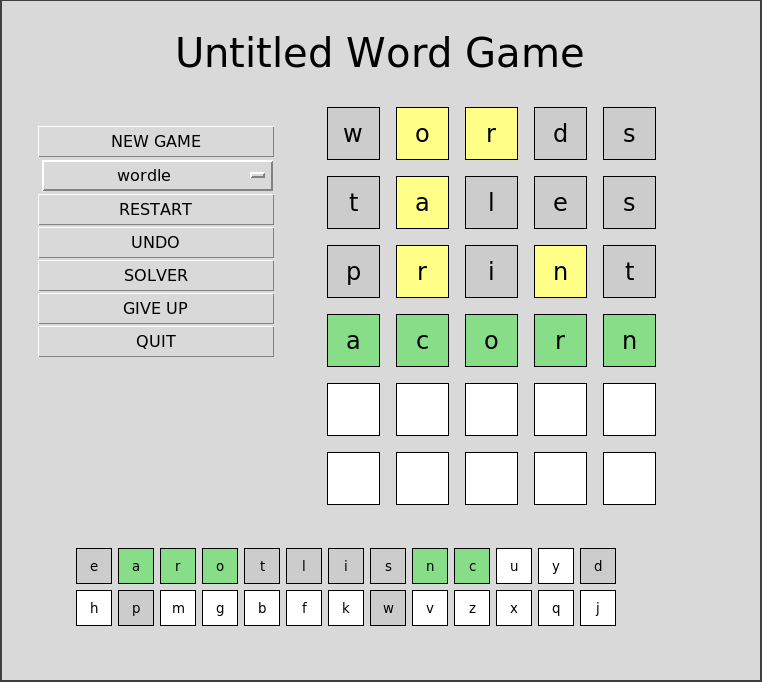 Untitled Word Game
NEW GAME
wordle
RESTART
UNDO
SOLVER
GIVE UP
QUIT
w o r d s
t a l e s
p r i n t
a c o r n
e a r o t l i s n c u y d
h p m g b f k w v z x q j